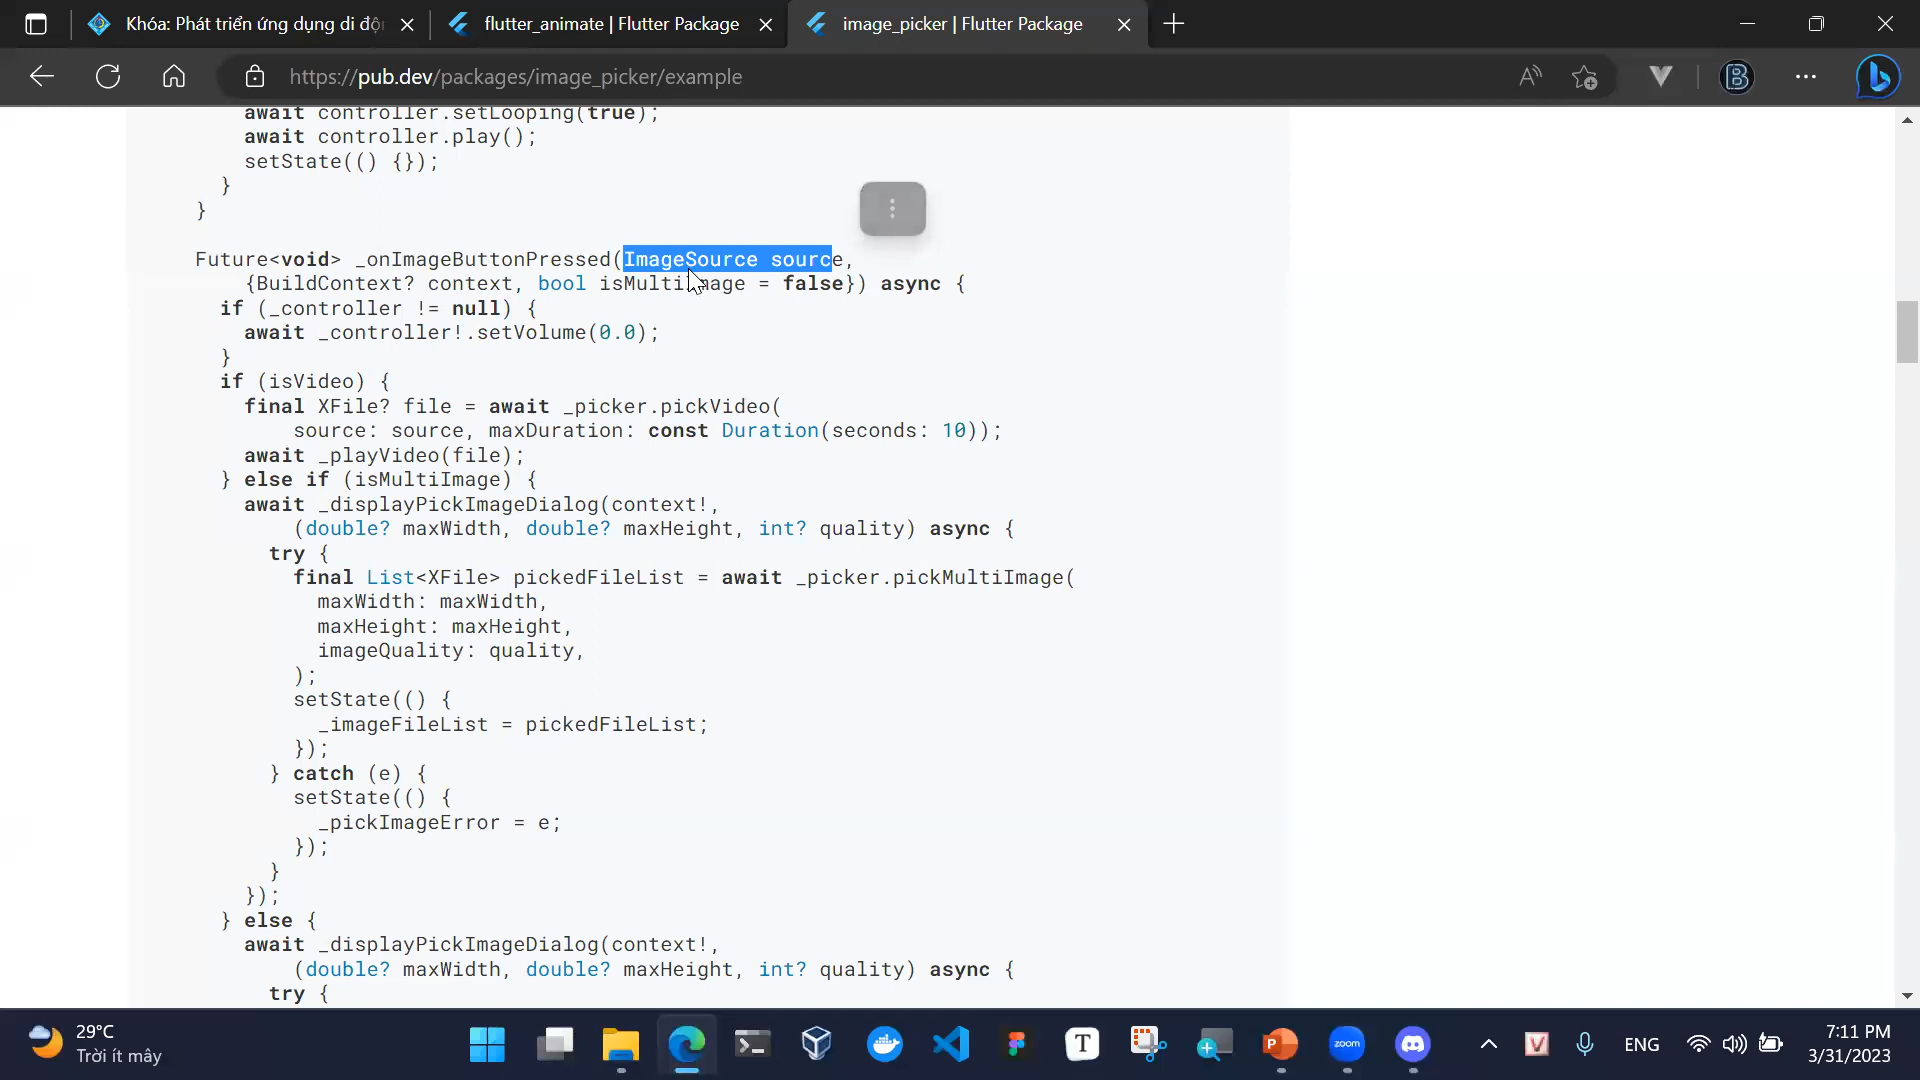 Khóa: Phát triển ứng dụng di độ
flutter_animate | Flutter Package
image_picker | Flutter Package
https://pub.dev/packages/image_picker/example
await controller.setLooping(true);
await controller.play();
setState(() {});
}
}
Future<void> _onImageButtonPressed(ImageSource source,
{BuildContext? context, bool isMultiImage = false}) async {
if (_controller != null) {
await _controller!.setVolume(0.0);
}
if (isVideo) {
final XFile? file = await _picker.pickVideo(
source: source, maxDuration: const Duration(seconds: 10));
await _playVideo(file);
} else if (isMultiImage) {
await _displayPickImageDialog(context!,
(double? maxWidth, double? maxHeight, int? quality) async {
try {
final List<XFile> pickedFileList = await _picker.pickMultiImage(
maxWidth: maxWidth,
maxHeight: maxHeight,
imageQuality: quality,
);
setState(() {
_imageFileList = pickedFileList;
});
} catch (e) {
setState(() {
_pickImageError = e;
});
}
});
} else {
await _displayPickImageDialog(context!,
(double? maxWidth, double? maxHeight, int? quality) async {
try {
29°C
Trời ít mây
zoom
ENG
7:11 PM
3/31/2023